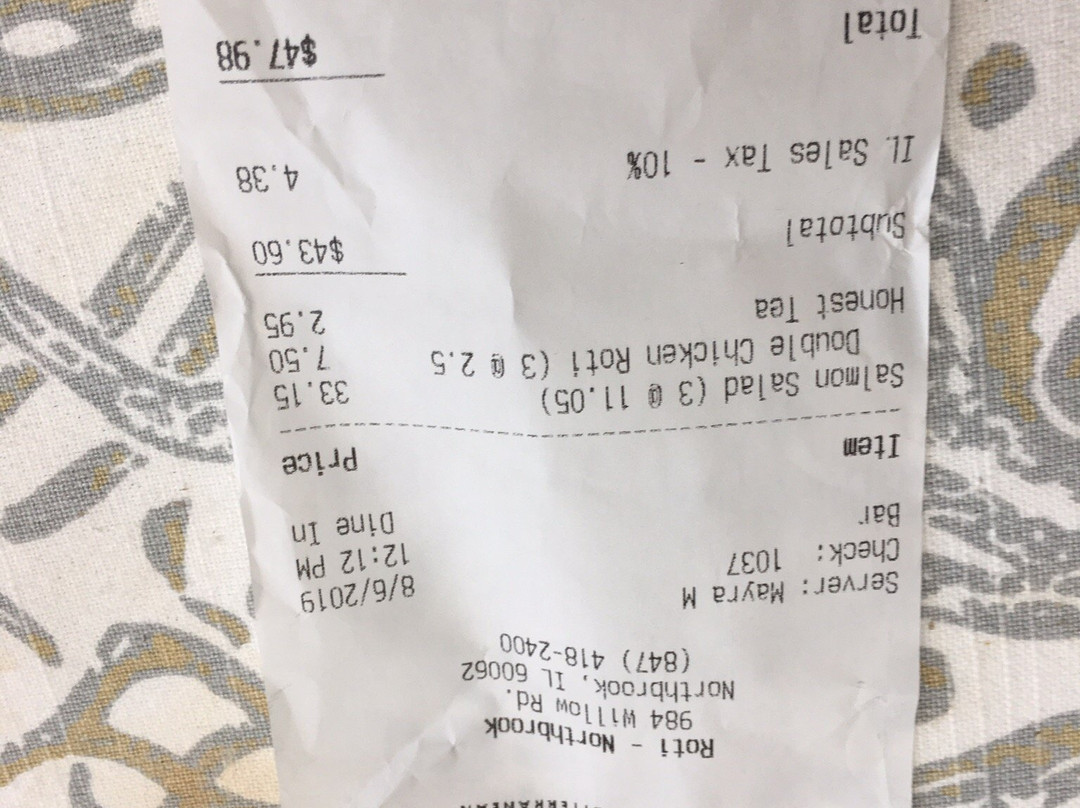 Roti - Northbrook
984 Willow Rd.
Northbrook, IL 60062
(847) 418-2400
Server: Mayra M 8/6/2019
Check: 1037 12:12 PM
Bar Dine In
Item Price
Salmon Salad (3 @ 11.05) 33.15
Double Chicken Roti (3 @ 2.5 7.50
Honest Tea 2.95
Subtotal $43.60
IL Sales Tax - 10% 4.38
Total $47.98